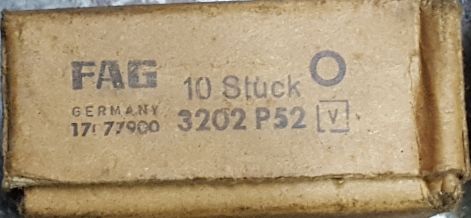 FAG 10 Stück O
GERMANY 3202 P52 V